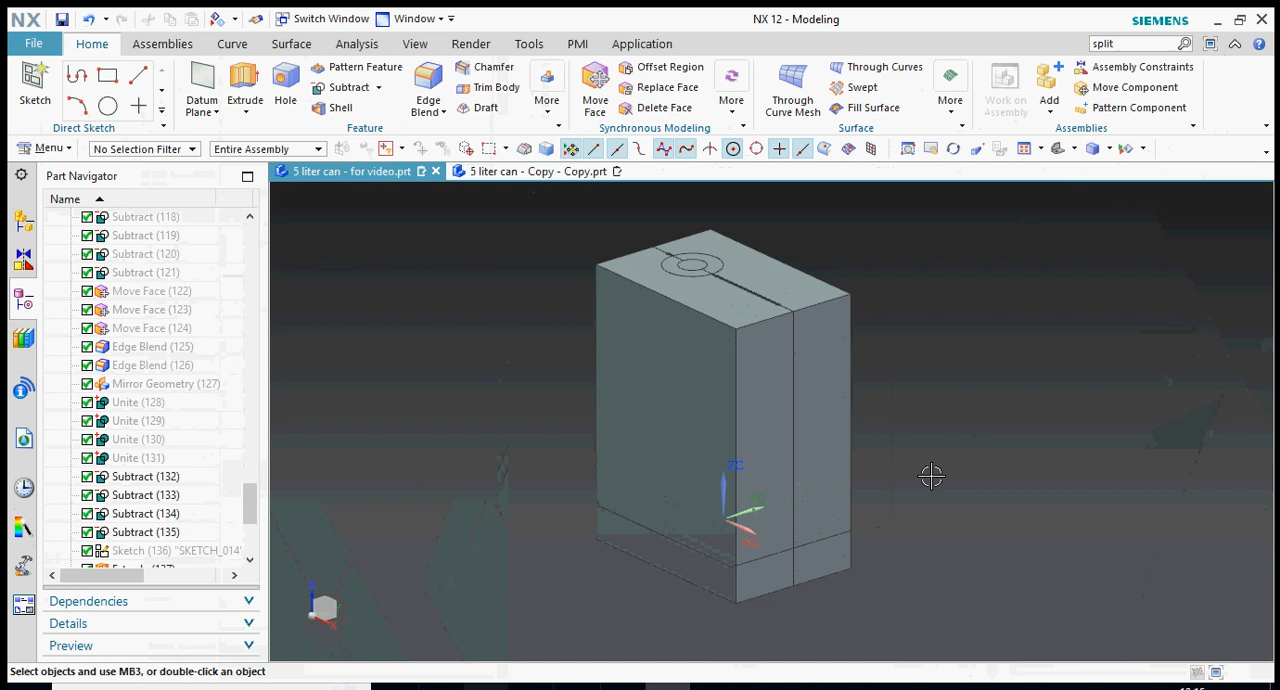 NX
Switch Window
Window
NX 12 - Modeling
SIEMENS
File
Home
Assemblies
Curve
Surface
Analysis
View
Render
Tools
PMI
Application
split
Sketch
Direct Sketch
Datum
Plane
Extrude
Hole
Pattern Feature
Subtract
Shell
Edge
Blend
Chamfer
Trim Body
Draft
More
Feature
Move
Face
Offset Region
Replace Face
Delete Face
More
Synchronous Modeling
Through
Curve Mesh
Through Curves
Swept
Fill Surface
More
Surface
Work on
Assembly
Add
Assembly Constraints
Move Component
Pattern Component
Assemblies
Menu
No Selection Filter
Entire Assembly
Part Navigator
5 liter can - for video.prt
5 liter can - Copy - Copy.prt
Name
Subtract (118)
Subtract (119)
Subtract (120)
Subtract (121)
Move Face (122)
Move Face (123)
Move Face (124)
Edge Blend (125)
Edge Blend (126)
Mirror Geometry (127)
Unite (128)
Unite (129)
Unite (130)
Unite (131)
Subtract (132)
Subtract (133)
Subtract (134)
Subtract (135)
Sketch (136) "SKETCH_014"
Dependencies
Details
Preview
ZC
Select objects and use MB3, or double-click an object